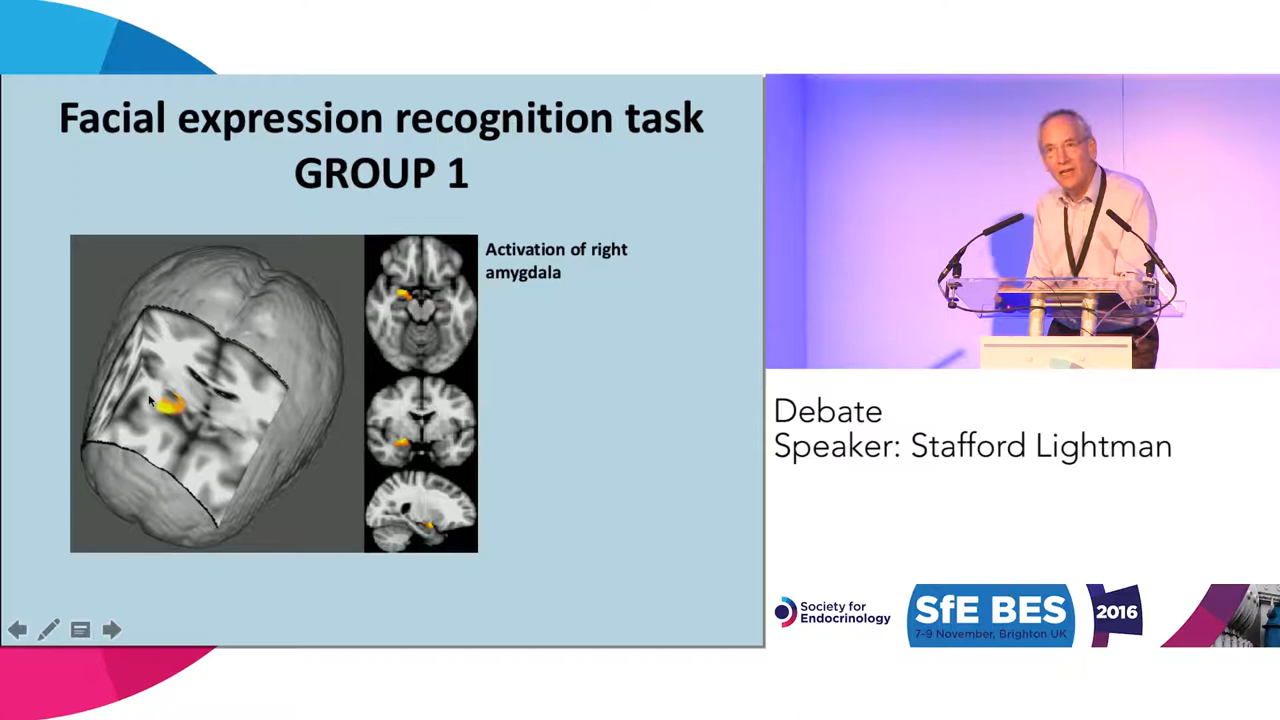 Facial expression recognition task
GROUP 1
Activation of right
amygdala
Debate
Speaker: Stafford Lightman
Society for
Endocrinology
SfE BES
7-9 November, Brighton UK
2016